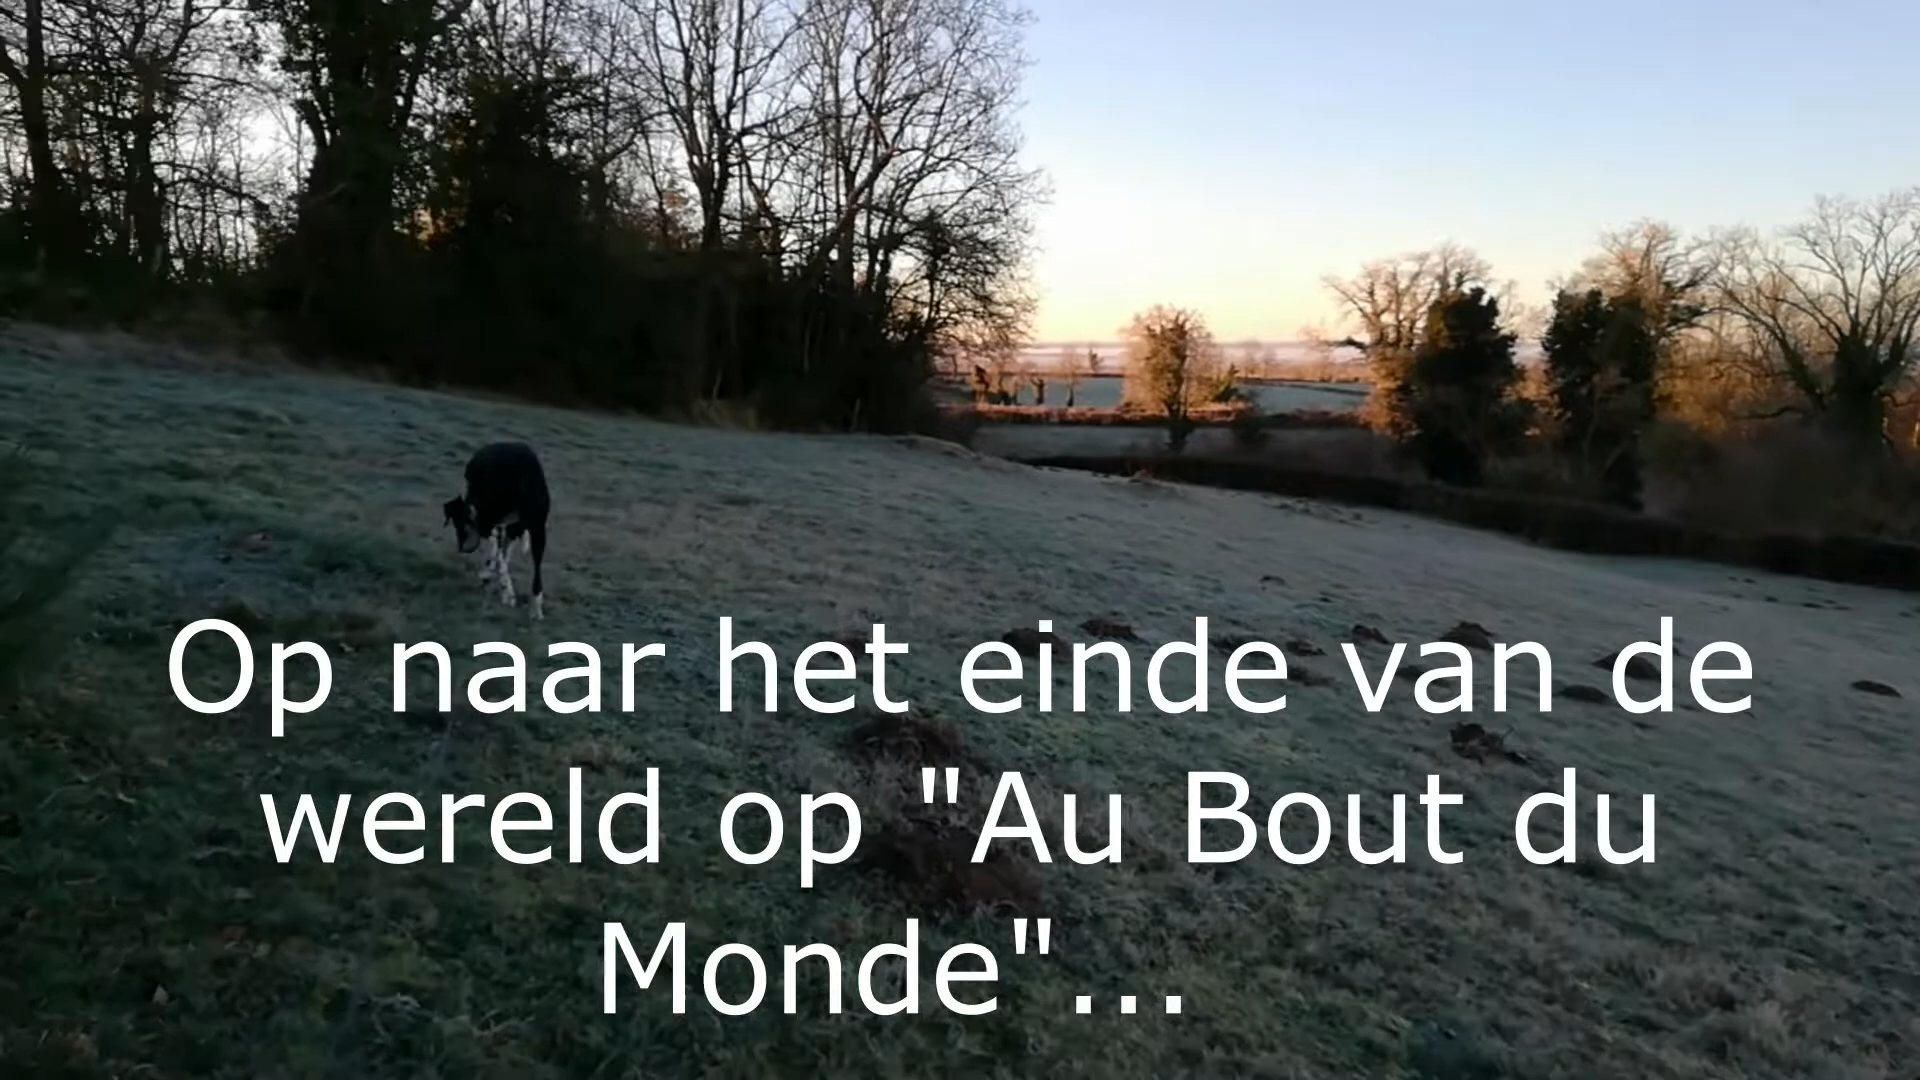 Op naar het einde van de
wereld op "Au Bout du
Monde"...